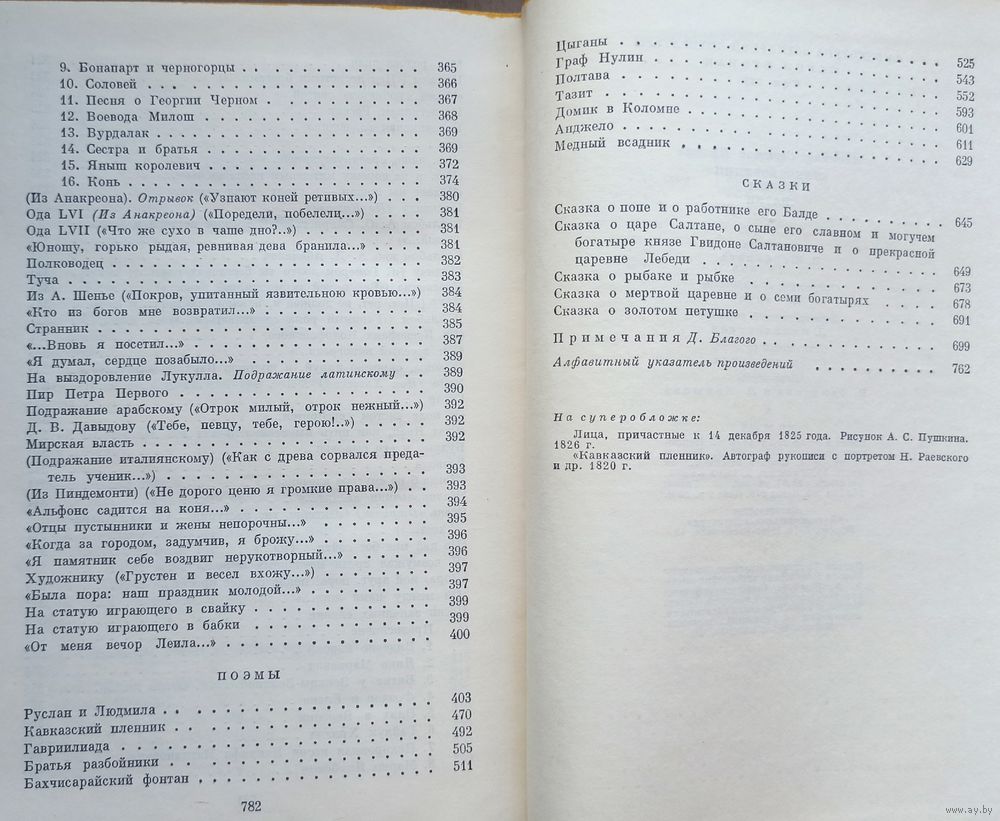 9. Бонапарт и черногорцы . . . . . . . . . . . . 365
10. Соловей . . . . . . . . . . . . . . . . . . 366
11. Песня о Георгии Черном . . . . . . . . . . . 367
12. Воевода Милош . . . . . . . . . . . . . . . 368
13. Вурдалак . . . . . . . . . . . . . . . . . . 369
14. Сестра и братья . . . . . . . . . . . . . . 369
15. Яныш королевич . . . . . . . . . . . . . . . 372
16. Конь . . . . . . . . . . . . . . . . . . . . 374
(Из Анакреона). Отрывок («Узнают коней ретивых...») . . . 380
Ода LVI (Из Анакреона) («Поредели, побелели...») . . . . 381
Ода LVII («Что же сухо в чаше дно?..») . . . . . . . 381
«Юношу, горько рыдая, ревнивая дева бранила...» . . . . 381
Полководец . . . . . . . . . . . . . . . . . . . 382
Туча . . . . . . . . . . . . . . . . . . . . . . 383
Из А. Шенье («Покров, упитанный язвительною кровью...») 384
«Кто из богов мне возвратил...» . . . . . . . . . . 384
Странник . . . . . . . . . . . . . . . . . . . . 385
«...Вновь я посетил...» . . . . . . . . . . . . . . 387
«Я думал, сердце позабыло...» . . . . . . . . . . . 389
На выздоровление Лукулла. Подражание латинскому . . 389
Пир Петра Первого . . . . . . . . . . . . . . . . 390
Подражание арабскому («Отрок милый, отрок нежный...») 392
Д. В. Давыдову («Тебе, певцу, тебе, герою!..») . . . . . 392
Мирская власть . . . . . . . . . . . . . . . . . . 392
(Подражание италиянскому) («Как с древа сорвался преда-
тель ученик...») . . . . . . . . . . . . . . . . 393
(Из Пиндемонти) («Не дорого ценю я громкие права...») . . 393
«Альфонс садится на коня...» . . . . . . . . . . . . 394
«Отцы пустынники и жены непорочны...» . . . . . . . 395
«Когда за городом, задумчив, я брожу...» . . . . . . . 396
«Я памятник себе воздвиг нерукотворный...» . . . . . . 396
Художнику («Грустен и весел вхожу...») . . . . . . . . 397
«Была пора: наш праздник молодой...» . . . . . . . . 397
На статую играющего в свайку . . . . . . . . . . . 399
На статую играющего в бабки . . . . . . . . . . . . 399
«От меня вечор Леила...» . . . . . . . . . . . . . . 400
ПОЭМЫ
Руслан и Людмила . . . . . . . . . . . . . . . . . 403
Кавказский пленник . . . . . . . . . . . . . . . . 470
Гавриилиада . . . . . . . . . . . . . . . . . . . 492
Братья разбойники . . . . . . . . . . . . . . . . . 505
Бахчисарайский фонтан . . . . . . . . . . . . . . . 511
782
Цыганы . . . . . . . . . . . . . . . . . . . . . 525
Граф Нулин . . . . . . . . . . . . . . . . . . . 543
Полтава . . . . . . . . . . . . . . . . . . . . . 552
Тазит . . . . . . . . . . . . . . . . . . . . . . 593
Домик в Коломне . . . . . . . . . . . . . . . . . 601
Анджело . . . . . . . . . . . . . . . . . . . . . 611
Медный всадник . . . . . . . . . . . . . . . . . . 629
СКАЗКИ
Сказка о попе и о работнике его Балде . . . . . . . . 645
Сказка о царе Салтане, о сыне его славном и могучем
богатыре князе Гвидоне Салтановиче и о прекрасной
царевне Лебеди . . . . . . . . . . . . . . . . . 649
Сказка о рыбаке и рыбке . . . . . . . . . . . . . . 673
Сказка о мертвой царевне и о семи богатырях . . . . 678
Сказка о золотом петушке . . . . . . . . . . . . . . 691
Примечания Д. Благого . . . . . . . . . . . . . . . 699
Алфавитный указатель произведений . . . . . . . . . 762
На суперобложке:
Лица, причастные к 14 декабря 1825 года. Рисунок А. С. Пушкина.
1826 г.
«Кавказский пленник». Автограф рукописи с портретом Н. Раевского
и др. 1820 г.
www.ay.by